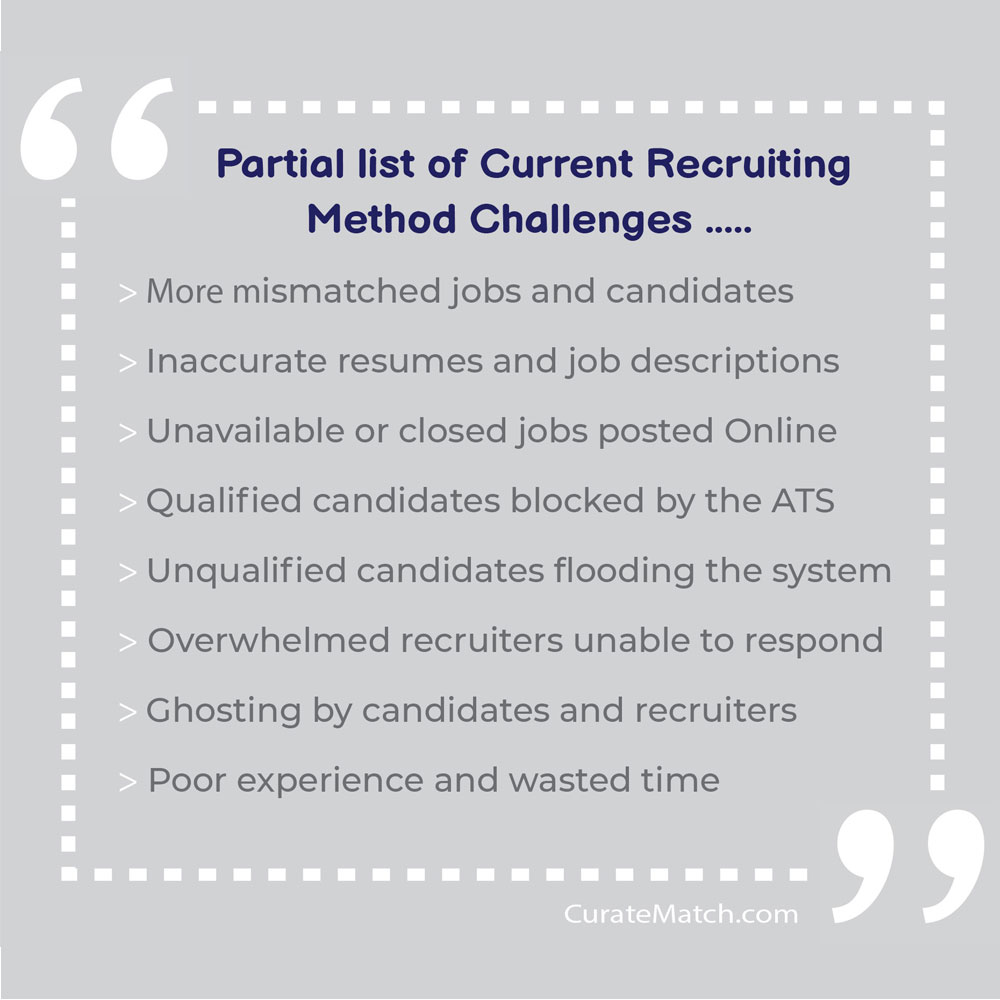 Partial list of Current Recruiting
Method Challenges .....
> More mismatched jobs and candidates
> Inaccurate resumes and job descriptions
> Unavailable or closed jobs posted Online
> Qualified candidates blocked by the ATS
> Unqualified candidates flooding the system
> Overwhelmed recruiters unable to respond
> Ghosting by candidates and recruiters
> Poor experience and wasted time
CurateMatch.com